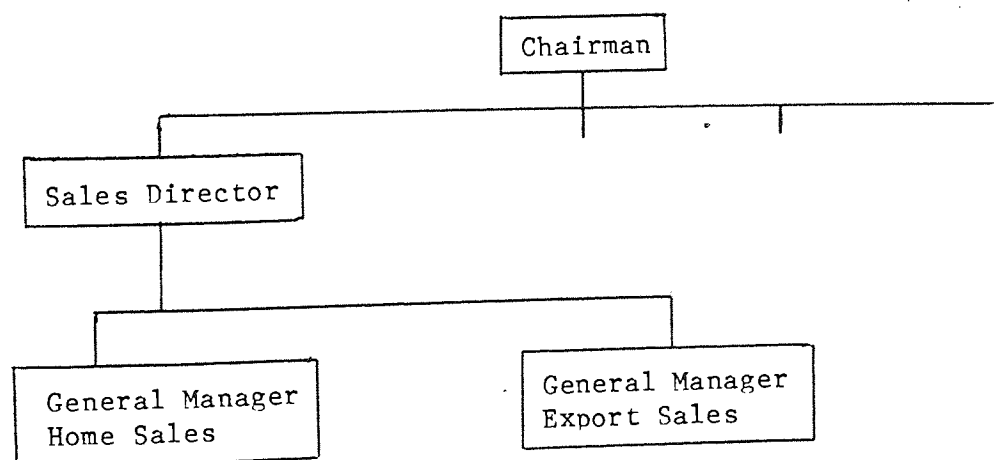 Chairman
Sales Director
General Manager
Home Sales
General Manager
Export Sales